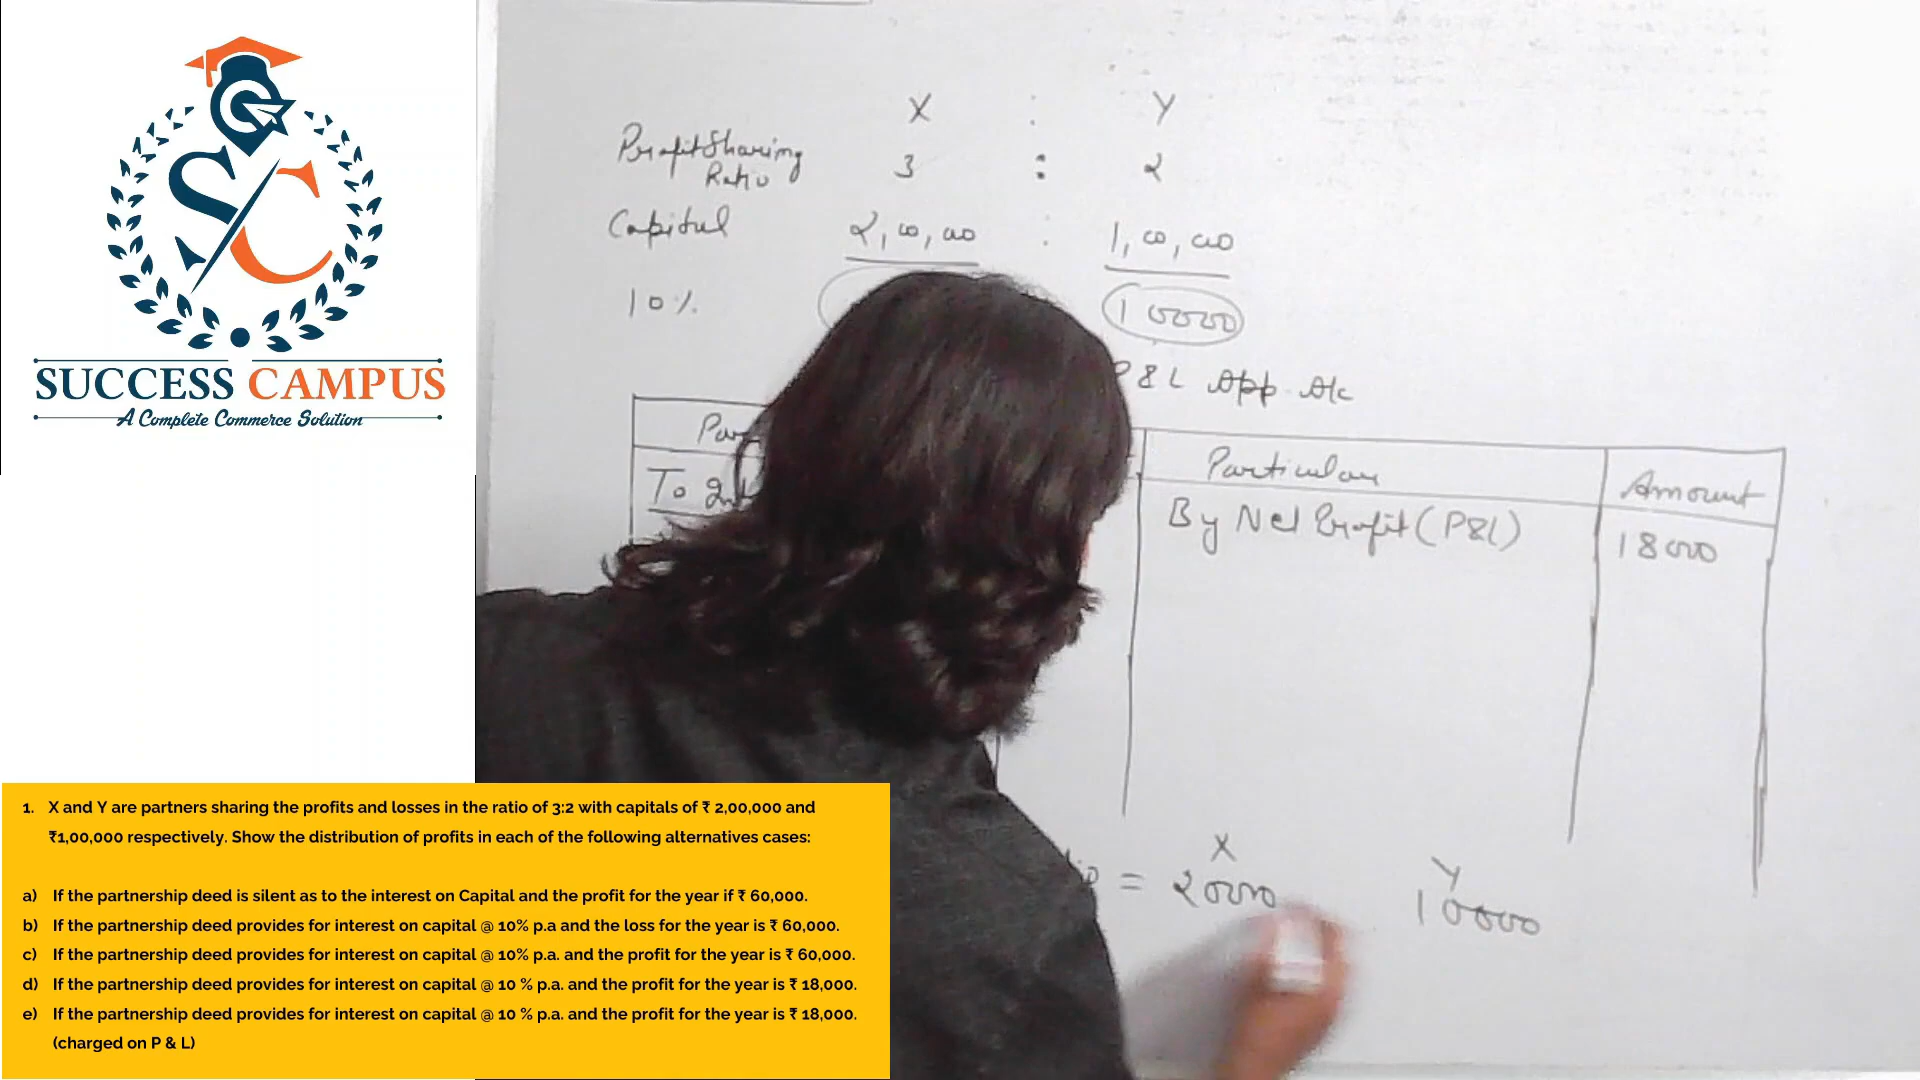 SUCCESS CAMPUS
A Complete Commerce Solution
X : Y
Profit Sharing
Ratio
3 : 2
Capital 2,00,000 : 1,00,000
10% 10000
P & L App. A/c
Particulars Amount
To
By Net Profit (P&L) 18000
X Y
= 20000 10000
1. X and Y are partners sharing the profits and losses in the ratio of 3:2 with capitals of ₹ 2,00,000 and
₹1,00,000 respectively. Show the distribution of profits in each of the following alternatives cases:
a) If the partnership deed is silent as to the interest on Capital and the profit for the year if ₹ 60,000.
b) If the partnership deed provides for interest on capital @ 10% p.a and the loss for the year is ₹ 60,000.
c) If the partnership deed provides for interest on capital @ 10% p.a. and the profit for the year is ₹ 60,000.
d) If the partnership deed provides for interest on capital @ 10 % p.a. and the profit for the year is ₹ 18,000.
e) If the partnership deed provides for interest on capital @ 10 % p.a. and the profit for the year is ₹ 18,000.
(charged on P & L)